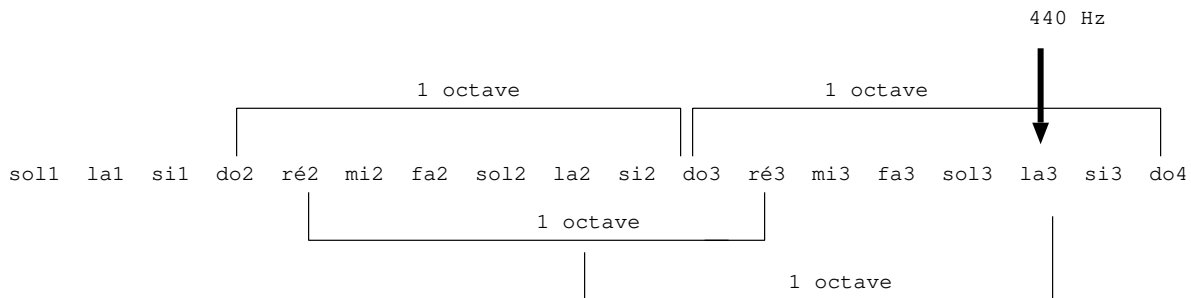 440 Hz
1 octave 1 octave
sol1 la1 si1 do2 ré2 mi2 fa2 sol2 la2 si2 do3 ré3 mi3 fa3 sol3 la3 si3 do4
1 octave
1 octave